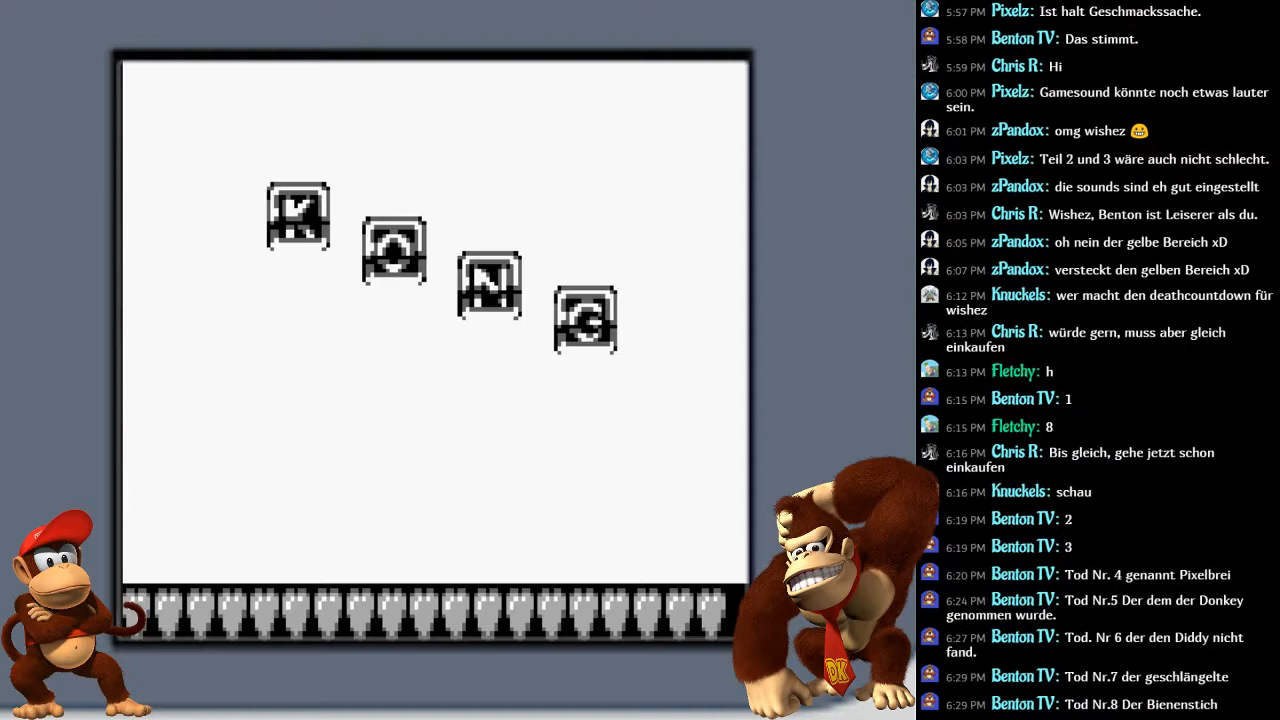 K
O
N
G
DK
5:57 PM Pixelz: Ist halt Geschmackssache.
5:58 PM Benton TV: Das stimmt.
5:59 PM Chris R: Hi
6:00 PM Pixelz: Gamesound könnte noch etwas lauter
sein.
6:01 PM zPandox: omg wishez 😬
6:03 PM Pixelz: Teil 2 und 3 wäre auch nicht schlecht.
6:03 PM zPandox: die sounds sind eh gut eingestellt
6:03 PM Chris R: Wishez, Benton ist Leiserer als du.
6:05 PM zPandox: oh nein der gelbe Bereich xD
6:07 PM zPandox: versteckt den gelben Bereich xD
6:12 PM Knuckels: wer macht den deathcountdown für
wishez
6:13 PM Chris R: würde gern, muss aber gleich
einkaufen
6:13 PM Fletchy: h
6:15 PM Benton TV: 1
6:15 PM Fletchy: 8
6:16 PM Chris R: Bis gleich, gehe jetzt schon
einkaufen
6:16 PM Knuckels: schau
6:19 PM Benton TV: 2
6:19 PM Benton TV: 3
6:20 PM Benton TV: Tod Nr. 4 genannt Pixelbrei
6:24 PM Benton TV: Tod Nr.5 Der dem der Donkey
genommen wurde.
6:27 PM Benton TV: Tod. Nr 6 der den Diddy nicht
fand.
6:29 PM Benton TV: Tod Nr.7 der geschlängelte
6:29 PM Benton TV: Tod Nr.8 Der Bienenstich